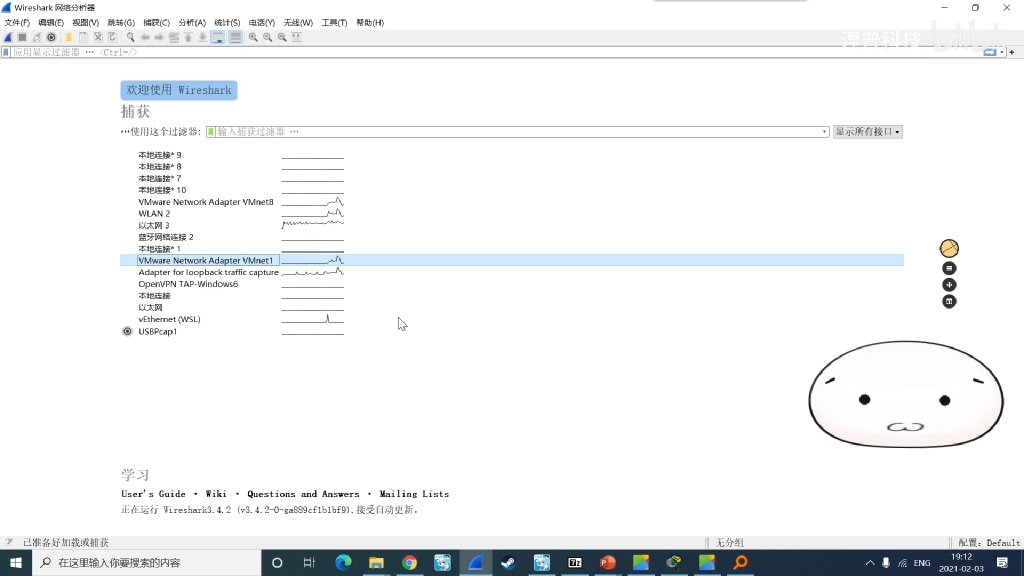 Wireshark 网络分析器
文件(F) 编辑(E) 视图(V) 跳转(G) 捕获(C) 分析(A) 统计(S) 电话(Y) 无线(W) 工具(T) 帮助(H)
涅普科技 bilibili
应用显示过滤器 … <Ctrl-/>
欢迎使用 Wireshark
捕获
…使用这个过滤器: 输入捕获过滤器 … 显示所有接口
本地连接* 9
本地连接* 8
本地连接* 7
本地连接* 10
VMware Network Adapter VMnet8
WLAN 2
以太网 3
蓝牙网络连接 2
本地连接* 1
VMware Network Adapter VMnet1
Adapter for loopback traffic capture
OpenVPN TAP-Windows6
本地连接
以太网
vEthernet (WSL)
USBPcap1
学习
User's Guide · Wiki · Questions and Answers · Mailing Lists
正在运行 Wireshark3.4.2 (v3.4.2-0-ga889cf1b1bf9).接受自动更新。
已准备好加载或捕获 无分组 配置: Default
在这里输入你要搜索的内容
ENG
19:12
2021-02-03